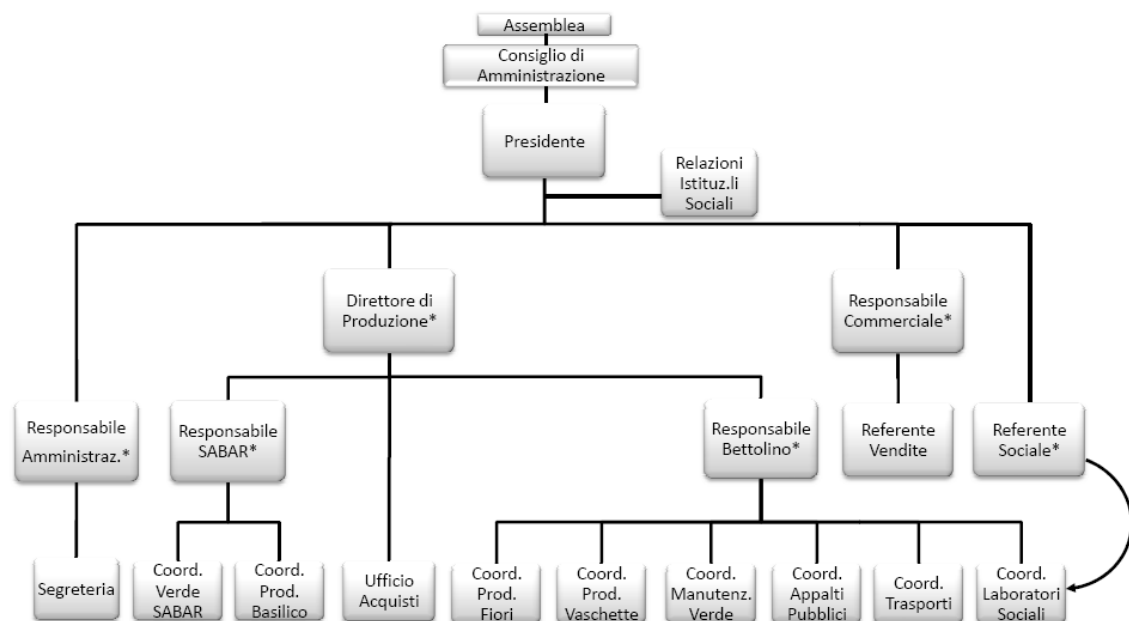 Assemblea
Consiglio di
Amministrazione
Presidente
Relazioni
Istituz.li
Sociali
Direttore di
Produzione*
Responsabile
Commerciale*
Responsabile
Amministraz.*
Responsabile
SABAR*
Responsabile
Bettolino*
Referente
Vendite
Referente
Sociale*
Segreteria
Coord.
Verde
SABAR
Coord.
Prod.
Basilico
Ufficio
Acquisti
Coord.
Prod.
Fiori
Coord.
Prod.
Vaschette
Coord.
Manutenz.
Verde
Coord.
Appalti
Pubblici
Coord.
Trasporti
Coord.
Laboratori
Sociali